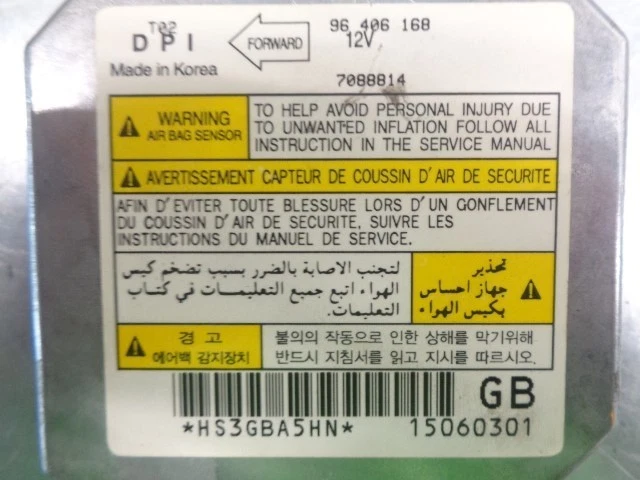 T02
DPI
FORWARD
96 406 168
12V
Made in Korea
7088814
WARNING
AIR BAG SENSOR
TO HELP AVOID PERSONAL INJURY DUE
TO UNWANTED INFLATION FOLLOW ALL
INSTRUCTION IN THE SERVICE MANUAL
AVERTISSEMENT CAPTEUR DE COUSSIN D'AIR DE SECURITE
AFIN D'EVITER TOUTE BLESSURE LORS D'UN GONFLEMENT
DU COUSSIN D'AIR DE SECURITE, SUIVRE LES
INSTRUCTIONS DU MANUEL DE SERVICE.
تحذير
جهاز احساس
بكيس الهواء
لتجنب الاصابة بالضرر بسبب تضخم كيس
الهواء اتبع جميع التعليمات في كتاب
التعليمات.
경 고
에어백 감지장치
불의의 작동으로 인한 상해를 막기위해
반드시 지침서를 읽고 지시를 따르시오.
GB
*HS3GBA5HN*
15060301